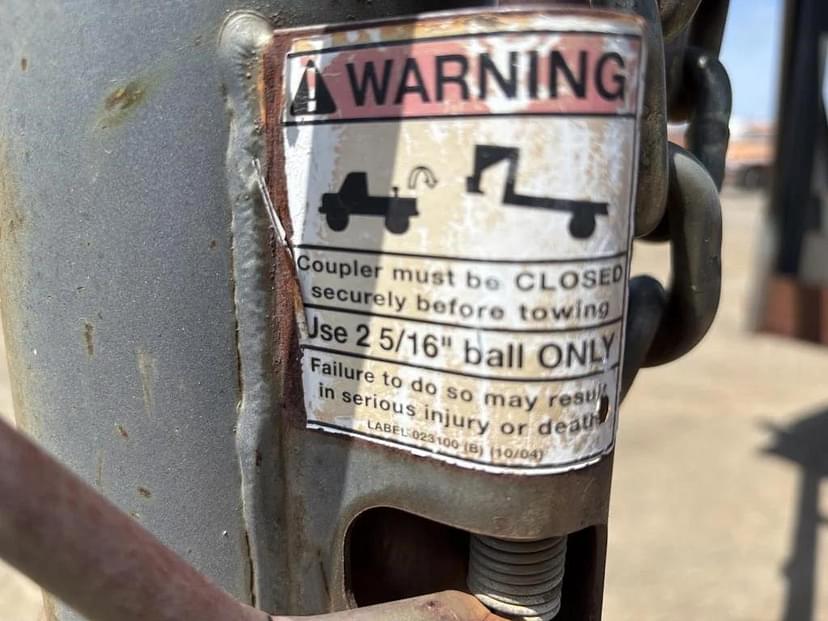 WARNING
Coupler must be CLOSED
securely before towing
Use 2 5/16" ball ONLY
Failure to do so may result
in serious injury or death
LABEL 023100 (B) (10/04)